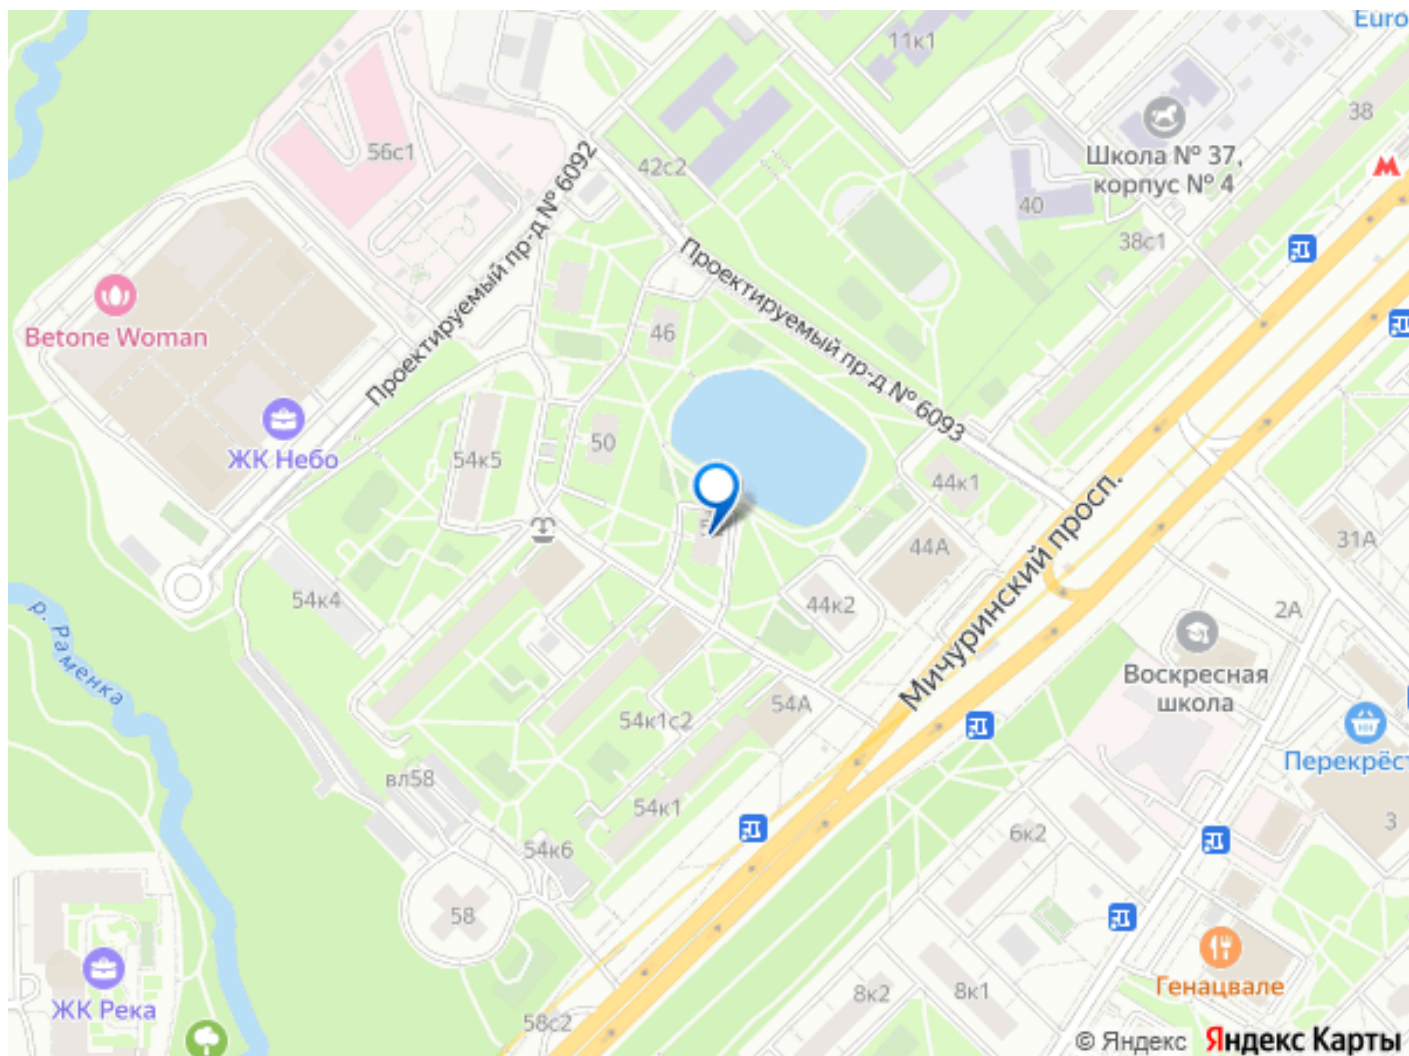 Euro
11к1
38
56с1
42с2
Школа № 37,
корпус № 4
40
38с1
Проектируемый пр-д № 6092
Проектируемый пр-д № 6093
Betone Woman
46
ЖК Небо
54к5
50
44к1
44А
31А
54к4
44к2
2А
Мичуринский просп.
р. Раменка
Воскресная
школа
54А
54к1с2
Перекрёст
вл58
54к1
3
6к2
54к6
58
Генацвале
8к2
8к1
ЖК Река
58с2
© Яндекс Яндекс Карты